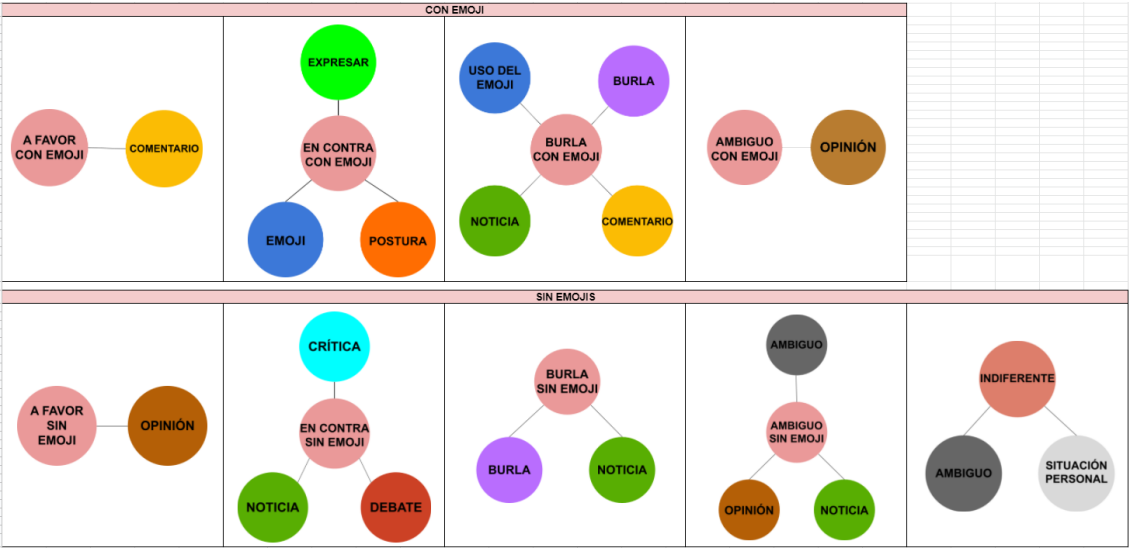 CON EMOJI
A FAVOR
CON EMOJI
COMENTARIO
EXPRESAR
EN CONTRA
CON EMOJI
EMOJI
POSTURA
USO DEL
EMOJI
BURLA
BURLA
CON EMOJI
NOTICIA
COMENTARIO
AMBIGUO
CON EMOJI
OPINIÓN
SIN EMOJIS
A FAVOR
SIN
EMOJI
OPINIÓN
CRÍTICA
EN CONTRA
SIN EMOJI
NOTICIA
DEBATE
BURLA
SIN EMOJI
BURLA
NOTICIA
AMBIGUO
AMBIGUO
SIN EMOJI
OPINIÓN
NOTICIA
INDIFERENTE
AMBIGUO
SITUACIÓN
PERSONAL